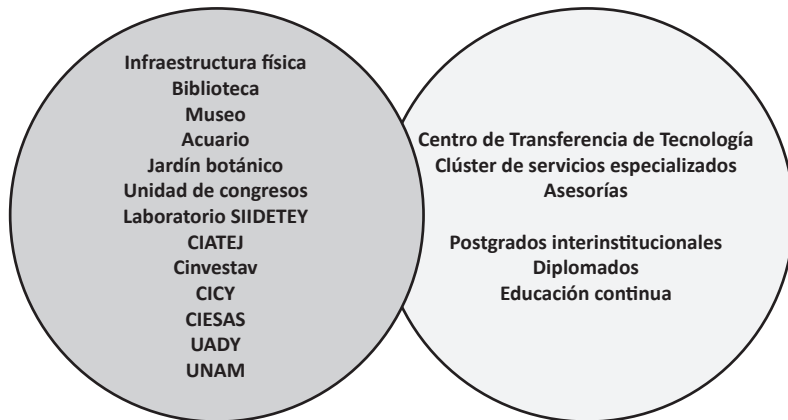 Infraestructura física
Biblioteca
Museo
Acuario
Jardín botánico
Unidad de congresos
Laboratorio SIIDETEY
CIATEJ
Cinvestav
CICY
CIESAS
UADY
UNAM
Centro de Transferencia de Tecnología
Clúster de servicios especializados
Asesorías
Postgrados interinstitucionales
Diplomados
Educación continua